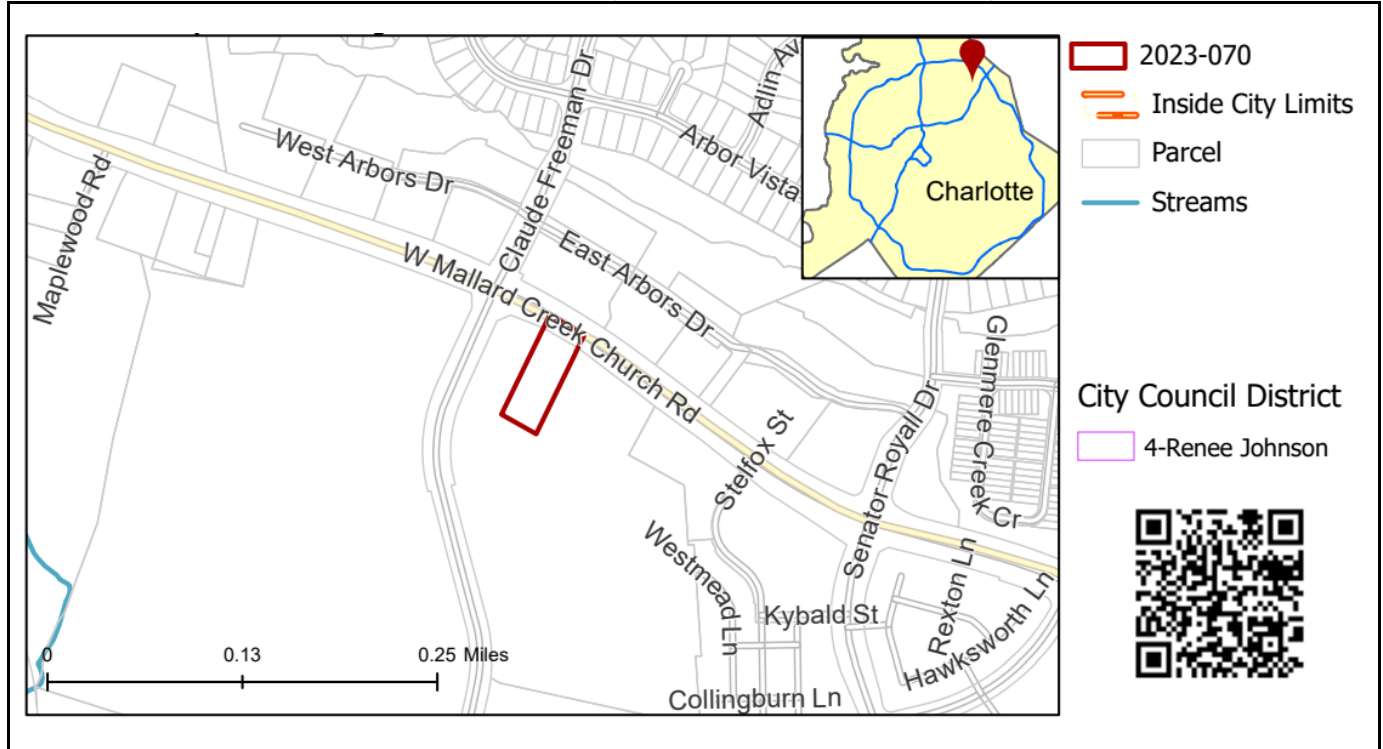 2023-070
Inside City Limits
Parcel
Streams
City Council District
4-Renee Johnson
Charlotte
Adlin Av
Arbor Vista
Claude Freeman Dr
West Arbors Dr
Maplewood Rd
W Mallard Creek Church Rd
East Arbors Dr
Glenmere Creek Cr
Stelfox St
Senator Royall Dr
Westmead Ln
Kybald St
Rexton Ln
Hawksworth Ln
Collingburn Ln
0 0.13 0.25 Miles